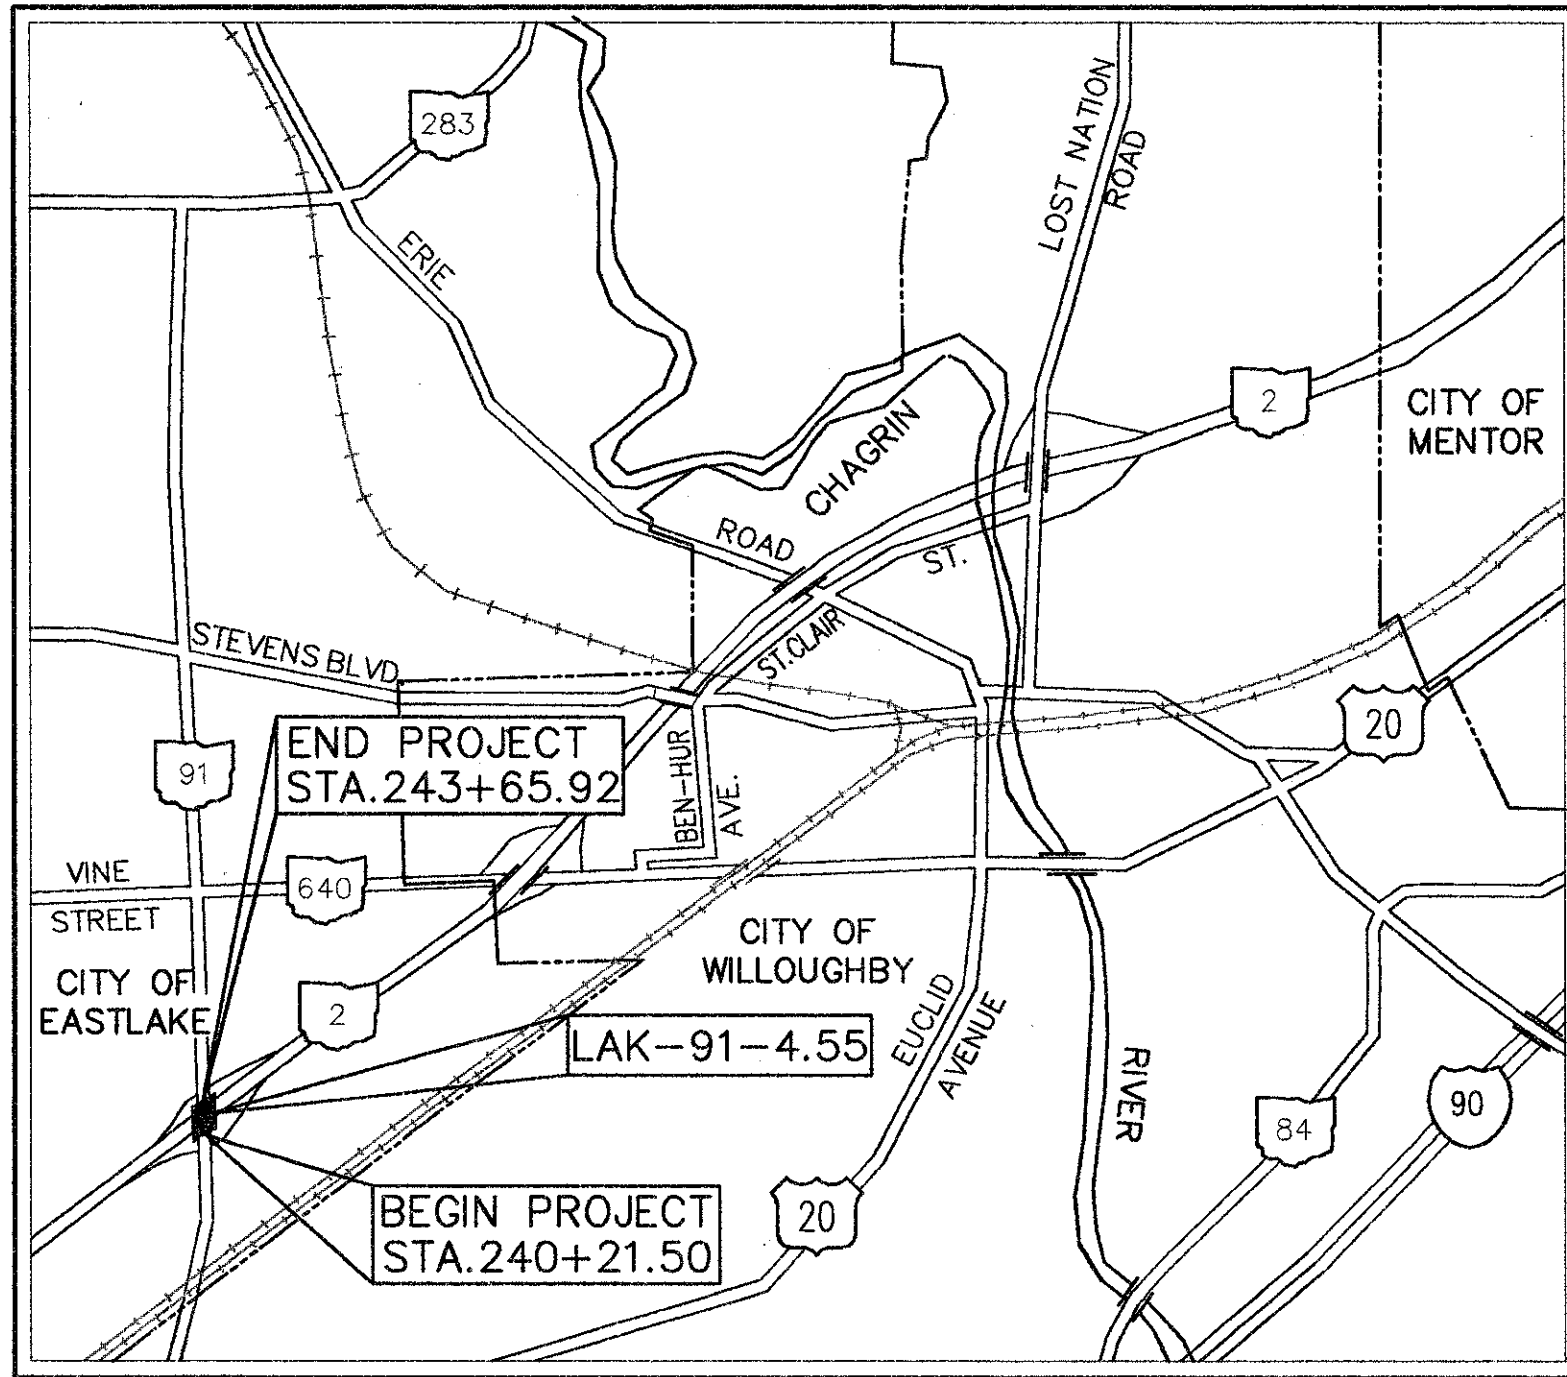 283
LOST NATION
ROAD
ERIE
2
CITY OF
MENTOR
CHAGRIN
ROAD
ST.
ST.CLAIR
STEVENS BLVD
20
END PROJECT
STA.243+65.92
91
BEN-HUR
AVE.
VINE
STREET
640
CITY OF
WILLOUGHBY
CITY OF
EASTLAKE
2
LAK-91-4.55
EUCLID
AVENUE
RIVER
90
84
BEGIN PROJECT
STA.240+21.50
20